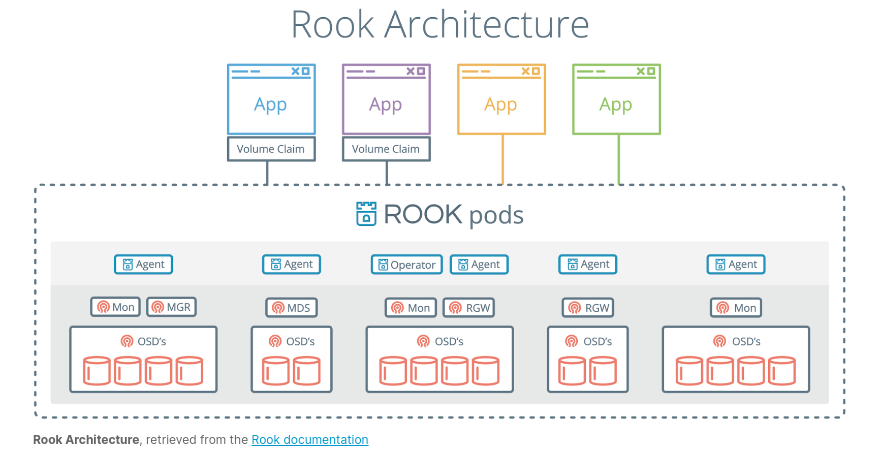 Rook Architecture
App App App App
Volume Claim Volume Claim
ROOK pods
Agent Agent Operator Agent Agent Agent
Mon MGR MDS Mon RGW RGW Mon
OSD's OSD's OSD's OSD's OSD's
Rook Architecture, retrieved from the Rook documentation